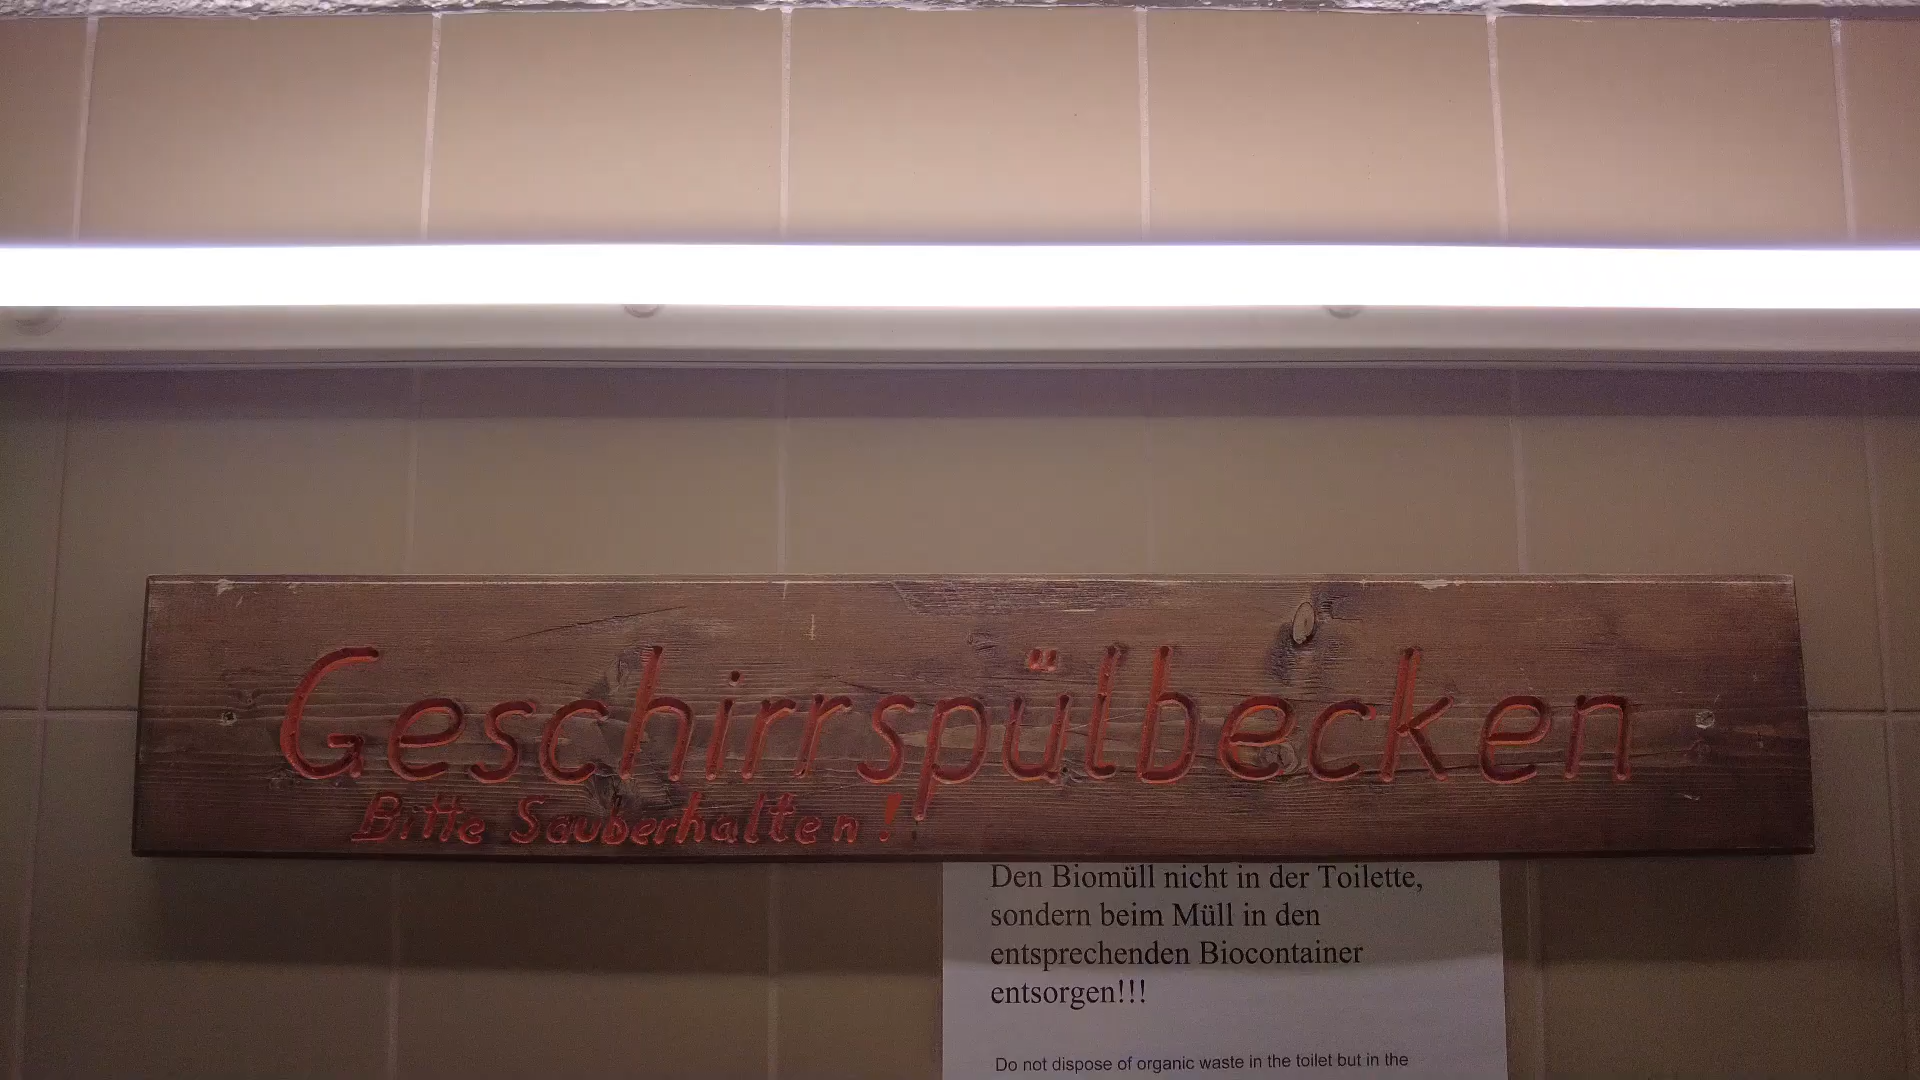 Geschirrspülbecken
Bitte Sauberhalten!
Den Biomüll nicht in der Toilette,
sondern beim Müll in den
entsprechenden Biocontainer
entsorgen!!!
Do not dispose of organic waste in the toilet but in the